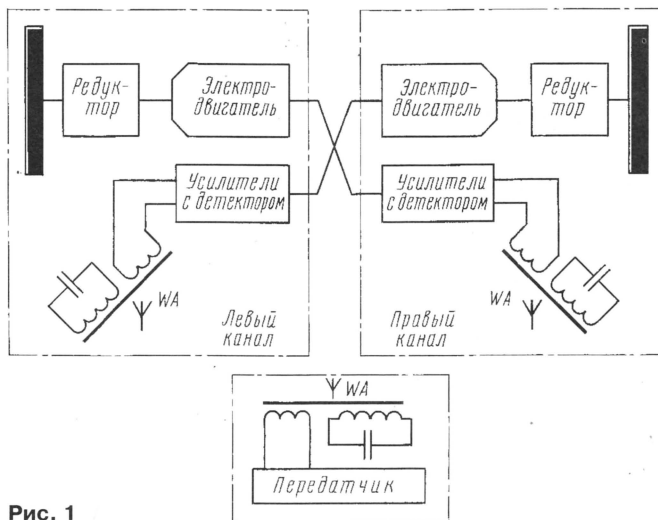 Редук-
тор
Электро-
двигатель
Электро-
двигатель
Редук-
тор
Усилители
с детектором
Усилители
с детектором
WA
Левый
канал
Правый
канал
WA
WA
Передатчик
Рис. 1